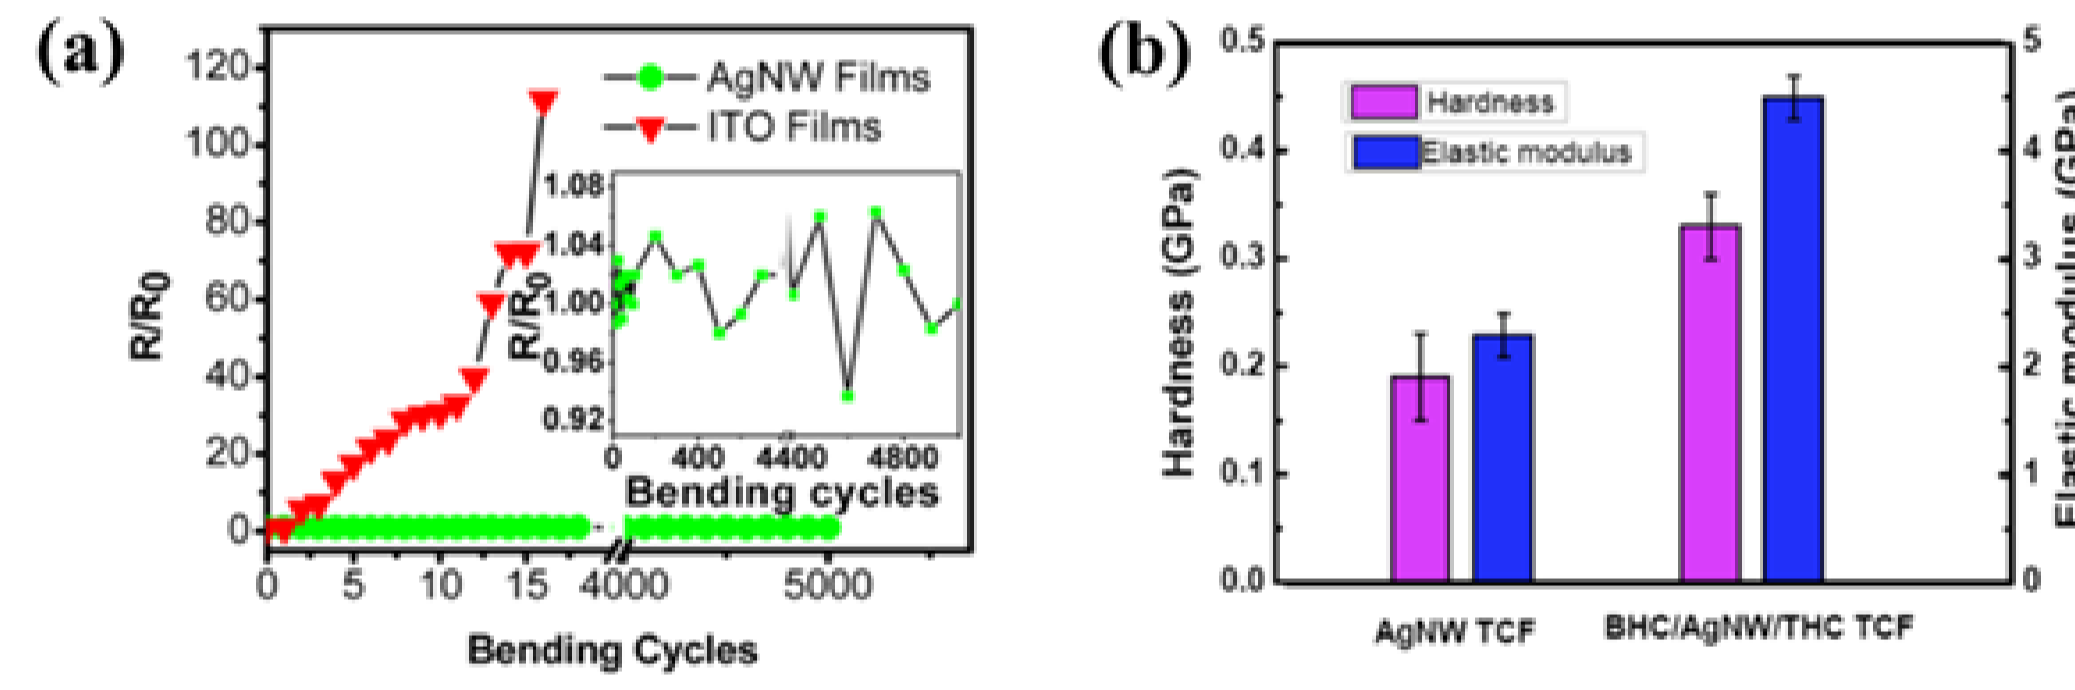 (a)
120
100
80
60
40
20
0
R/R0
AgNW Films
ITO Films
1.08
1.04
1.00
0.96
0.92
R/R0
0 400 4400 4800
Bending cycles
0 5 10 15 4000 5000
Bending Cycles
(b)
0.5
0.4
0.3
0.2
0.1
0.0
Hardness (GPa)
Hardness
Elastic modulus
5
4
3
2
1
0
Elastic modulus (GPa)
AgNW TCF BHC/AgNW/THC TCF